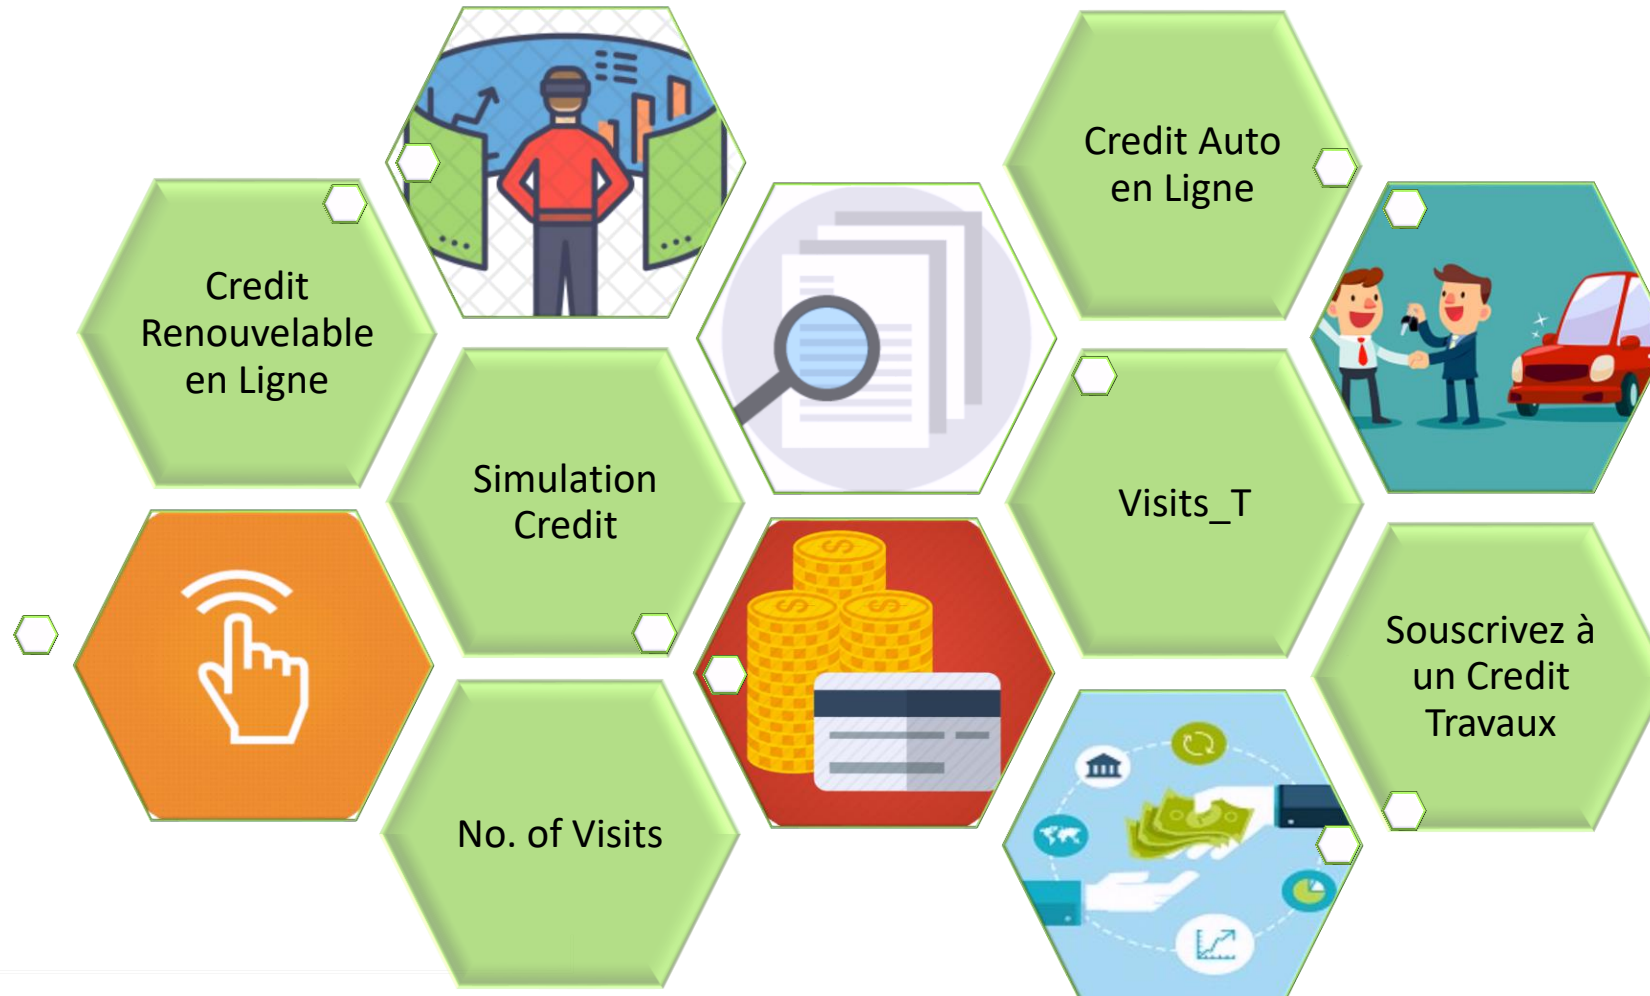 Credit
Renouvelable
en Ligne
Simulation
Credit
No. of Visits
Credit Auto
en Ligne
Visits_T
Souscrivez à
un Credit
Travaux